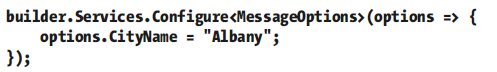 builder.Services.Configure<MessageOptions>(options => {
    options.CityName = "Albany";
});